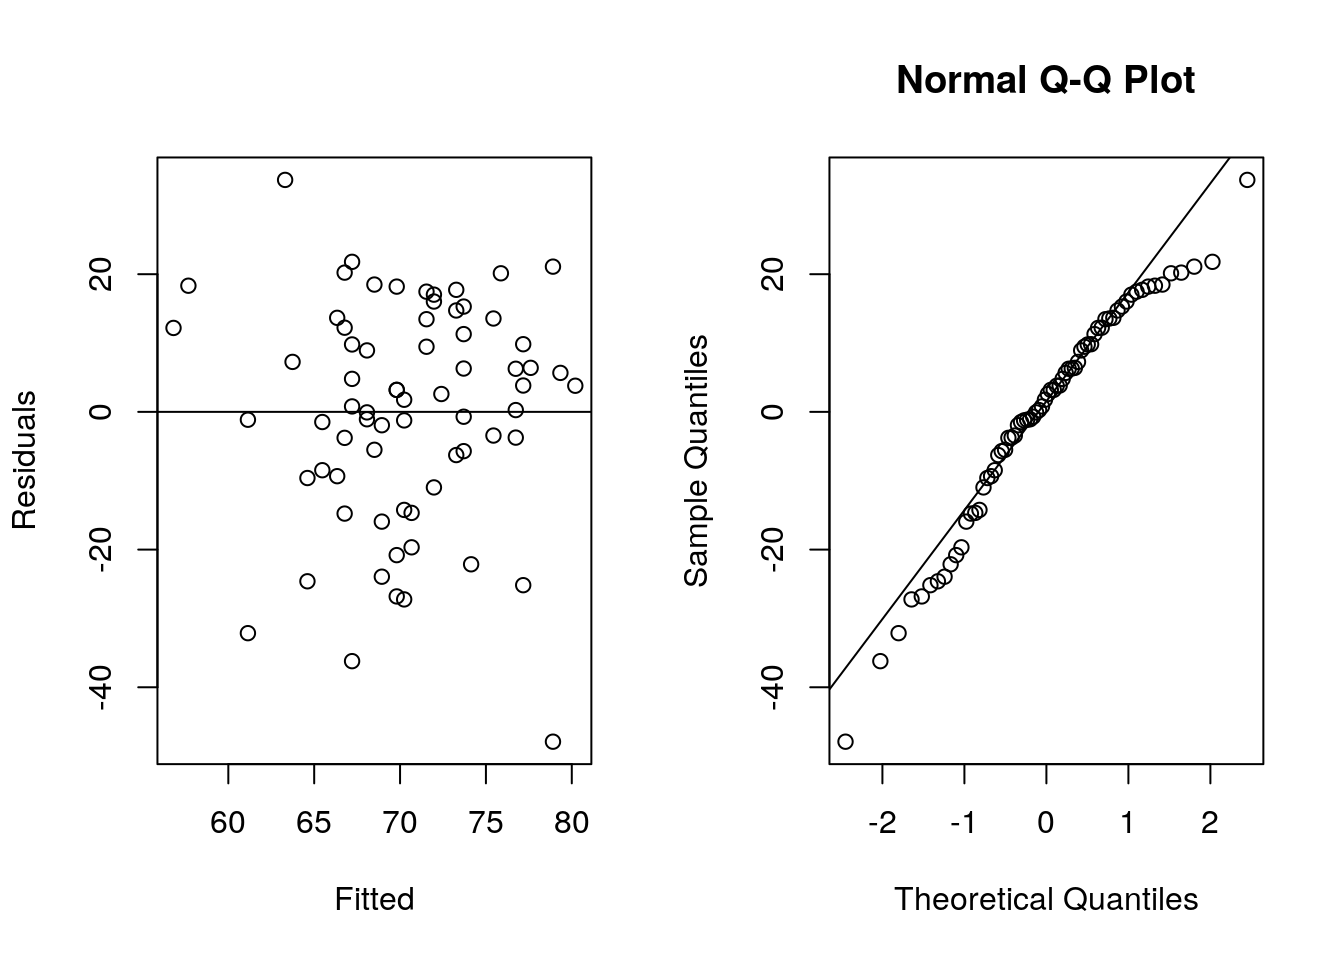 Residuals
20
0
-20
-40
60 65 70 75 80
Fitted
Normal Q-Q Plot
Sample Quantiles
20
0
-20
-40
-2 -1 0 1 2
Theoretical Quantiles